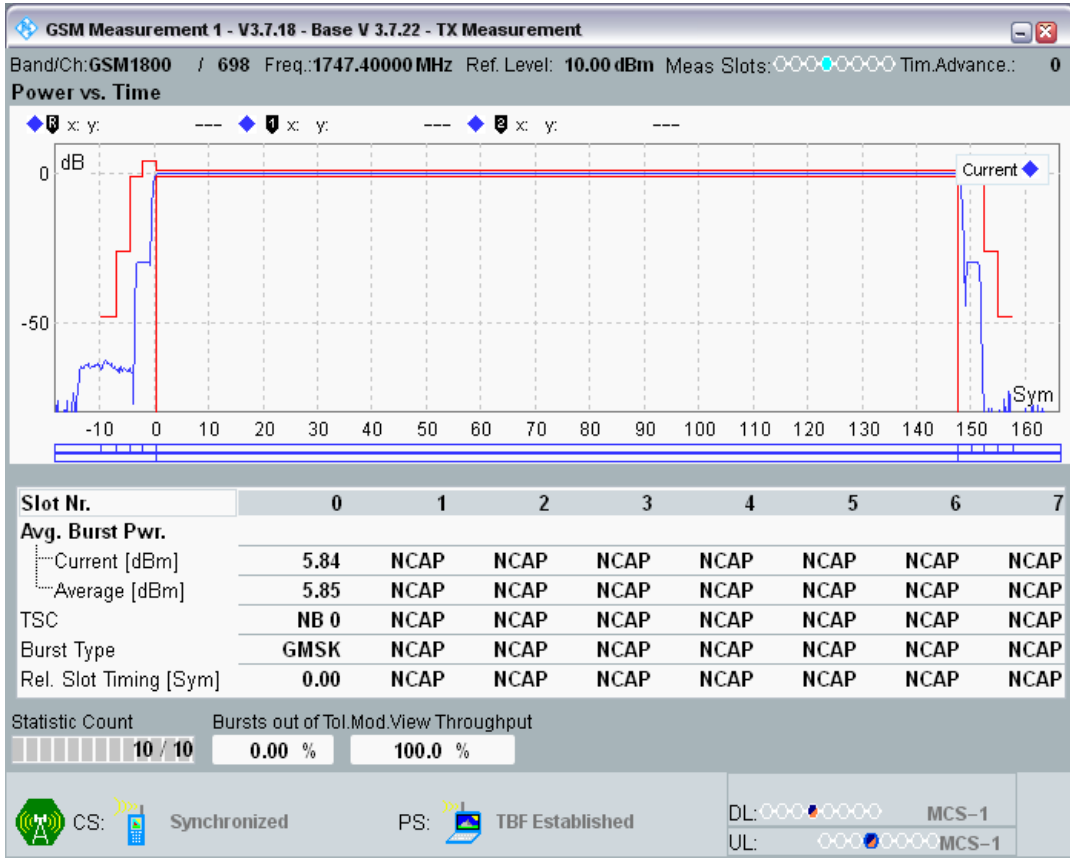 GSM Measurement 1 - V3.7.18 - Base V 3.7.22 - TX Measurement
Band/Ch:GSM1800 / 698 Freq.:1747.40000 MHz Ref. Level: 10.00 dBm Meas Slots: Tim.Advance.: 0
Power vs. Time
R x: y: --- 1 x: y: --- 2 x: y: ---
dB
0
Current
-50
Sym
-10 0 10 20 30 40 50 60 70 80 90 100 110 120 130 140 150 160
Slot Nr. 0 1 2 3 4 5 6 7
Avg. Burst Pwr.
Current [dBm] 5.84 NCAP NCAP NCAP NCAP NCAP NCAP NCAP
Average [dBm] 5.85 NCAP NCAP NCAP NCAP NCAP NCAP NCAP
TSC NB 0 NCAP NCAP NCAP NCAP NCAP NCAP NCAP
Burst Type GMSK NCAP NCAP NCAP NCAP NCAP NCAP NCAP
Rel. Slot Timing [Sym] 0.00 NCAP NCAP NCAP NCAP NCAP NCAP NCAP
Statistic Count Bursts out of Tol.Mod.View Throughput
10 / 10 0.00 % 100.0 %
CS: Synchronized PS: TBF Established
DL: MCS-1
UL: MCS-1